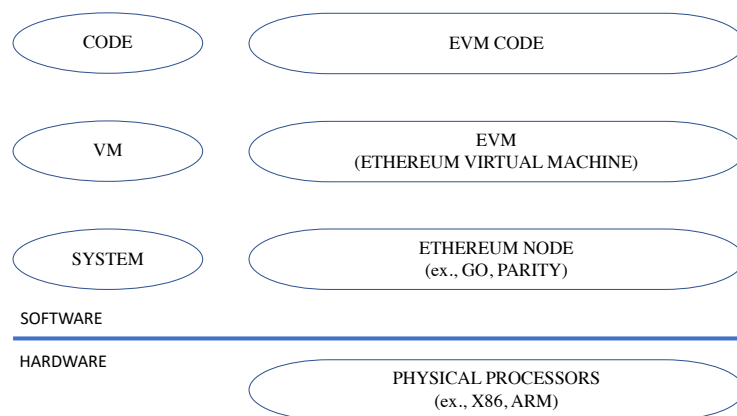 CODE
EVM CODE
VM
EVM
(ETHEREUM VIRTUAL MACHINE)
SYSTEM
ETHEREUM NODE
(ex., GO, PARITY)
SOFTWARE
HARDWARE
PHYSICAL PROCESSORS
(ex., X86, ARM)